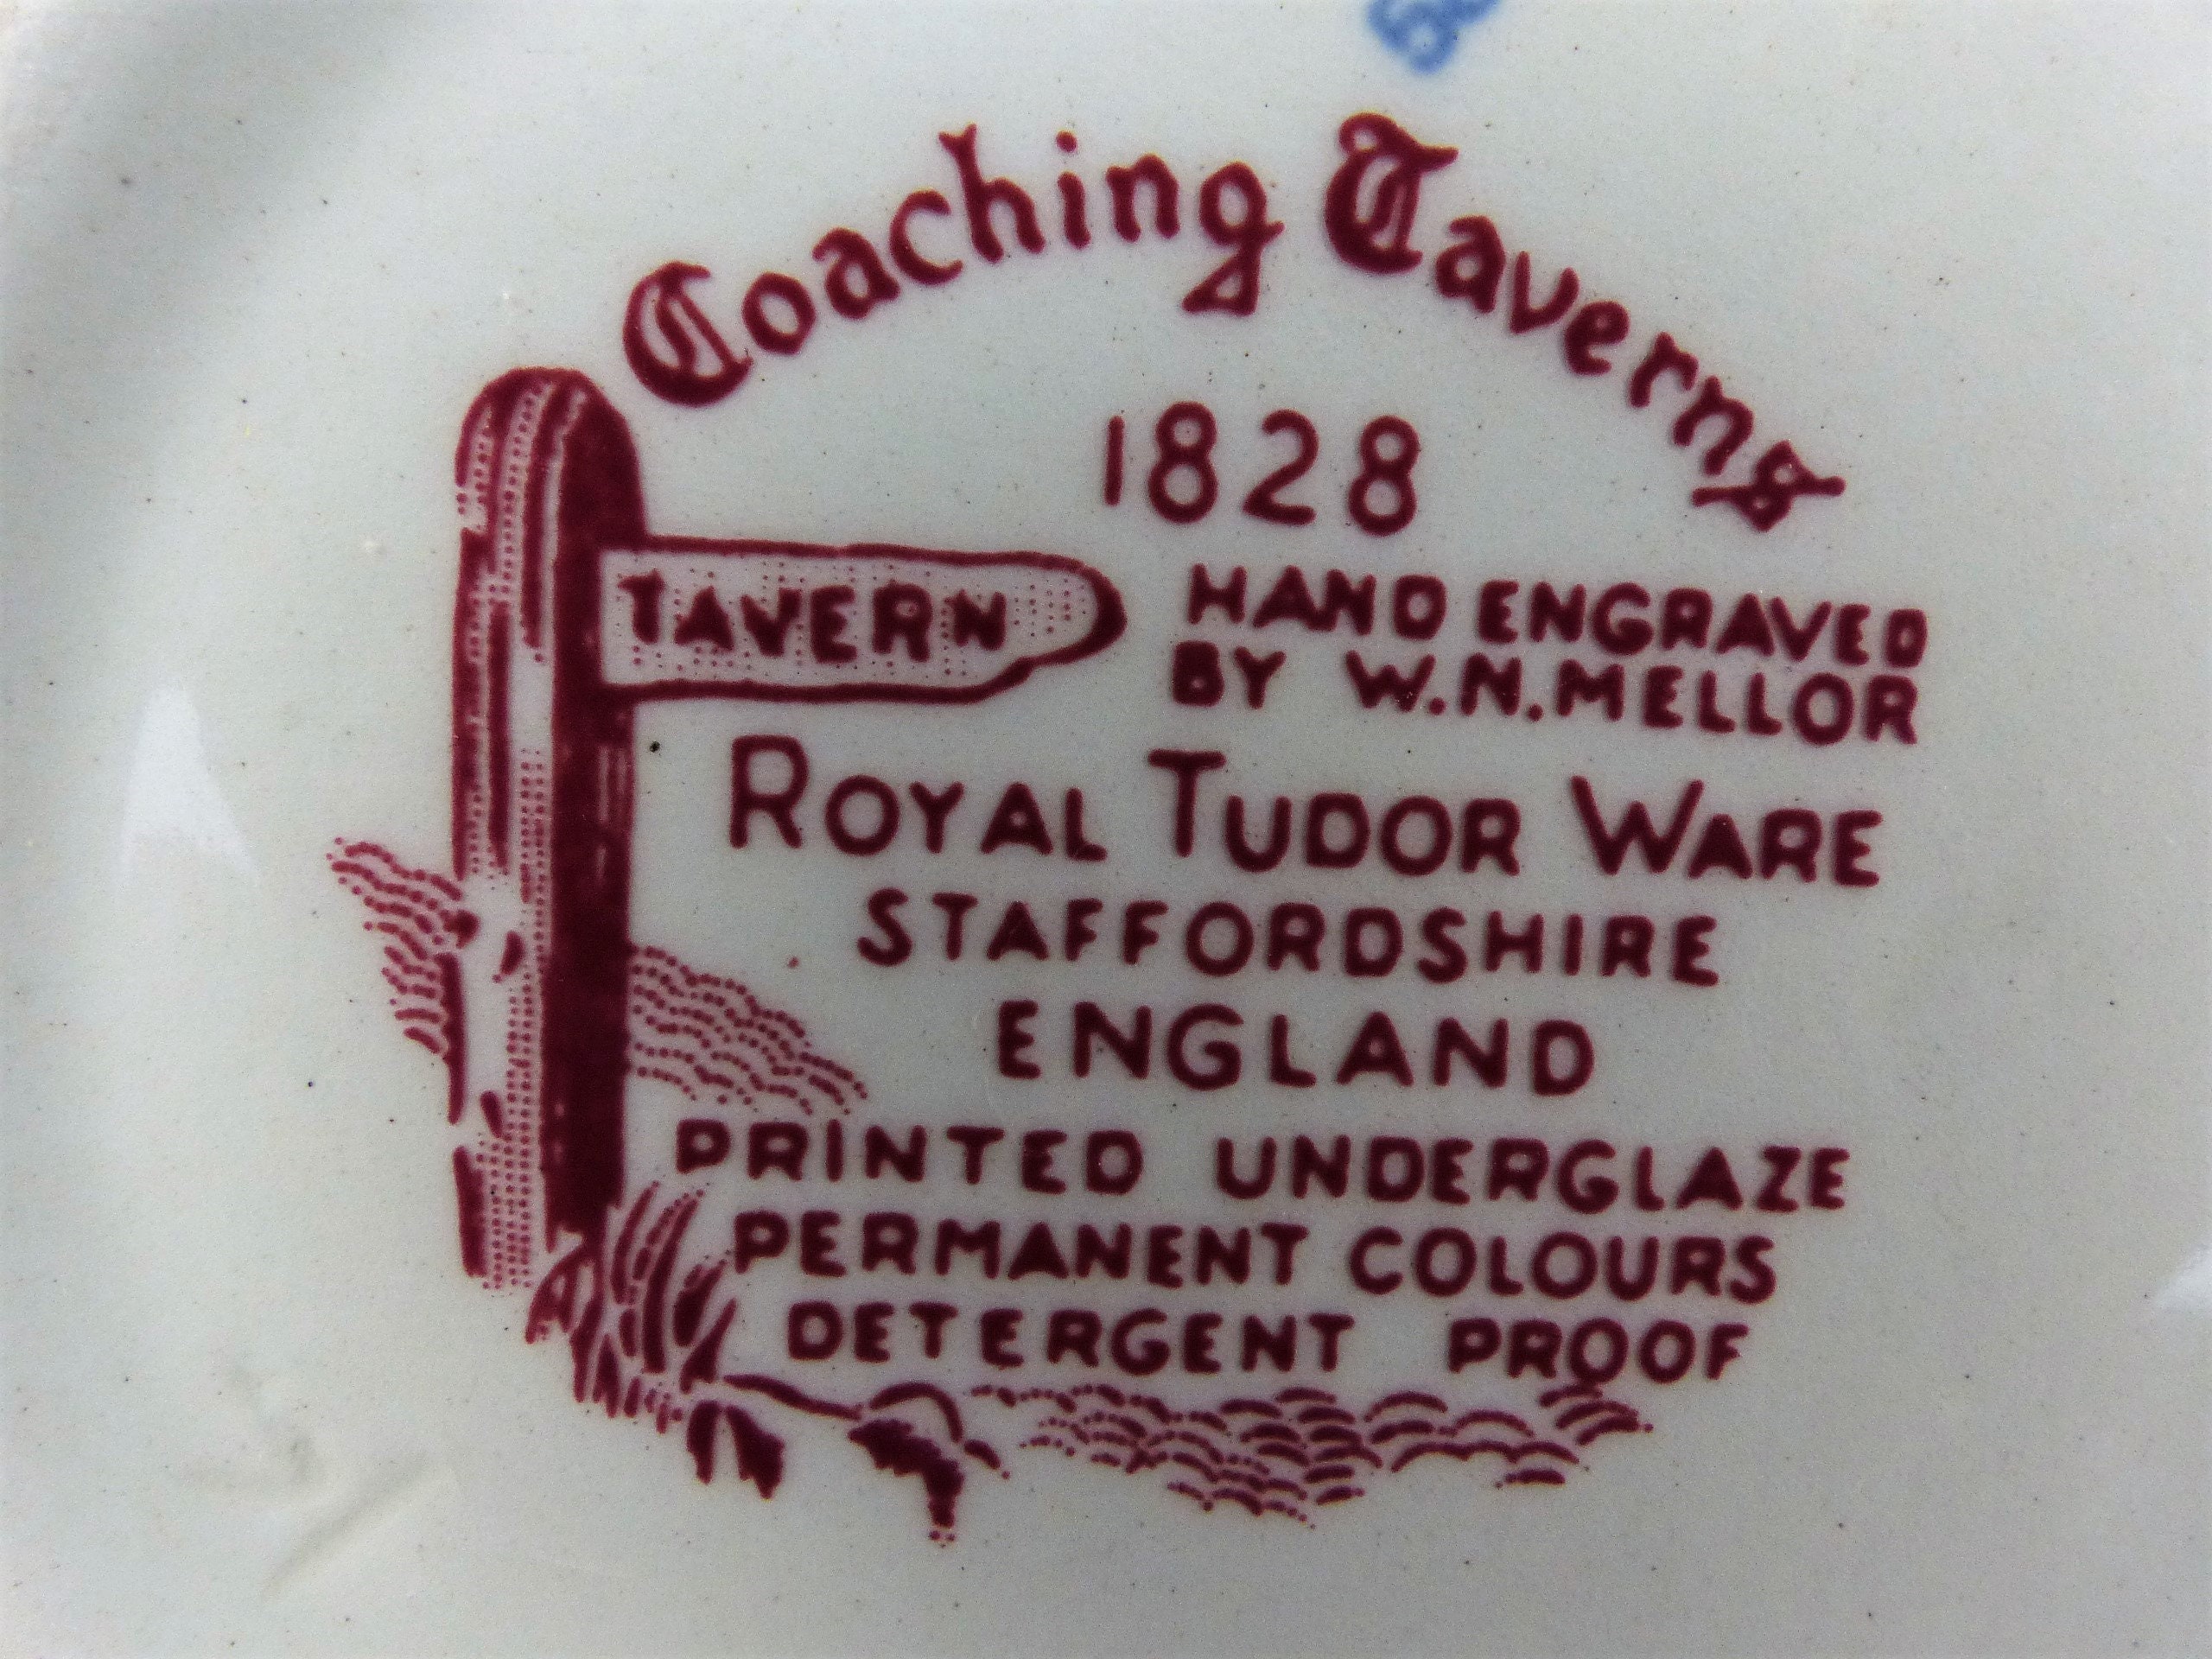 Coaching Taverns
1828
TAVERN
HAND ENGRAVED
BY W.N.MELLOR
ROYAL TUDOR WARE
STAFFORDSHIRE
ENGLAND
PRINTED UNDERGLAZE
PERMANENT COLOURS
DETERGENT PROOF